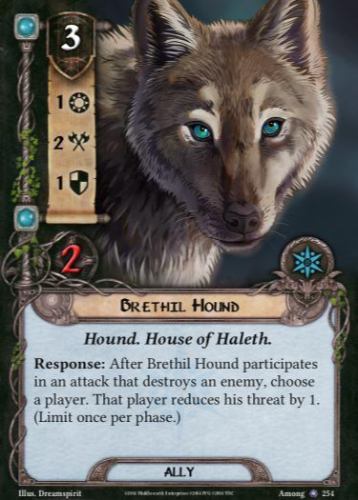 3
1
2
1
2
BRETHIL HOUND
Hound. House of Haleth.
Response: After Brethil Hound participates
in an attack that destroys an enemy, choose
a player. That player reduces his threat by 1.
(Limit once per phase.)
ALLY
Illus. Dreamspirit
Among 254